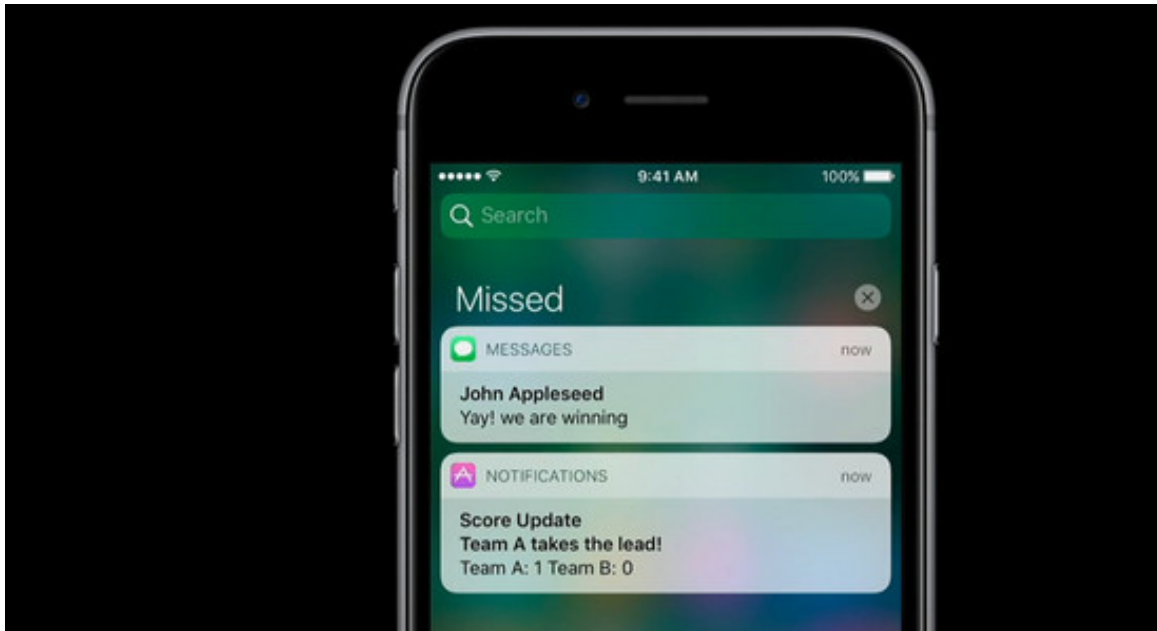 9:41 AM 100%
Search
Missed
MESSAGES now
John Appleseed
Yay! we are winning
NOTIFICATIONS now
Score Update
Team A takes the lead!
Team A: 1 Team B: 0